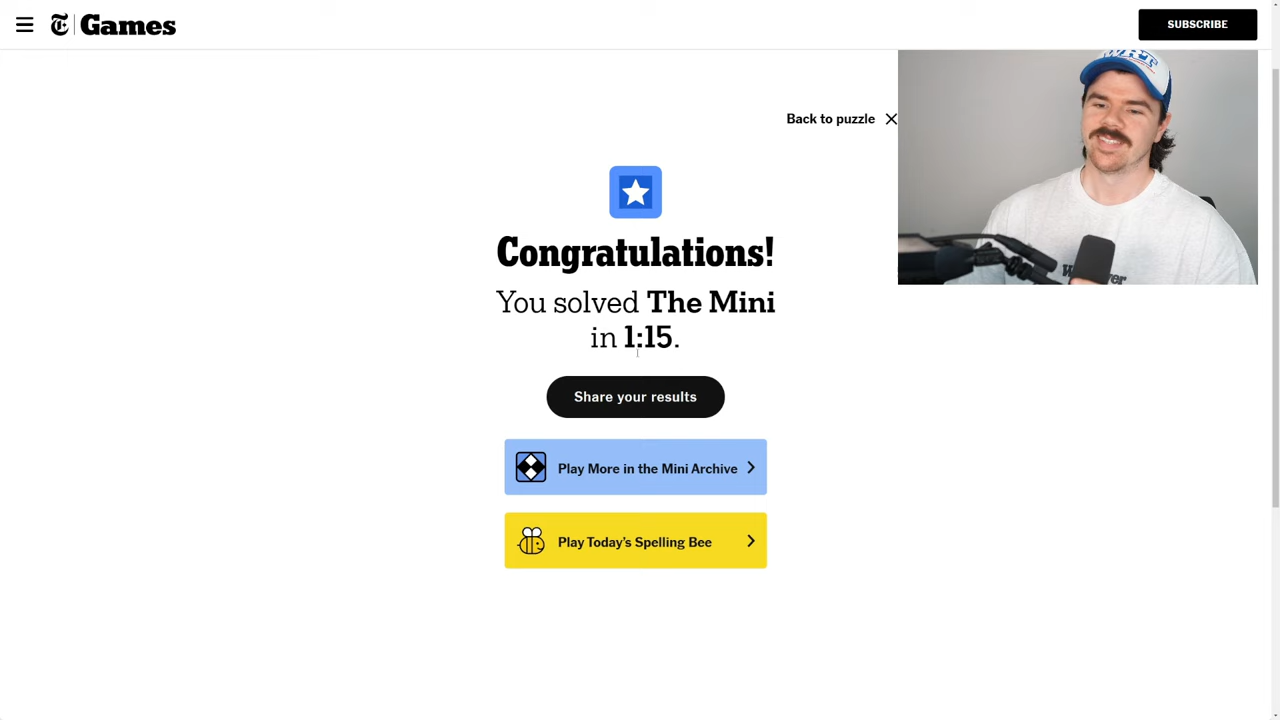 Games
SUBSCRIBE
WRT
Back to puzzle
Congratulations!
You solved The Mini
in 1:15.
Share your results
Play More in the Mini Archive
Play Today's Spelling Bee